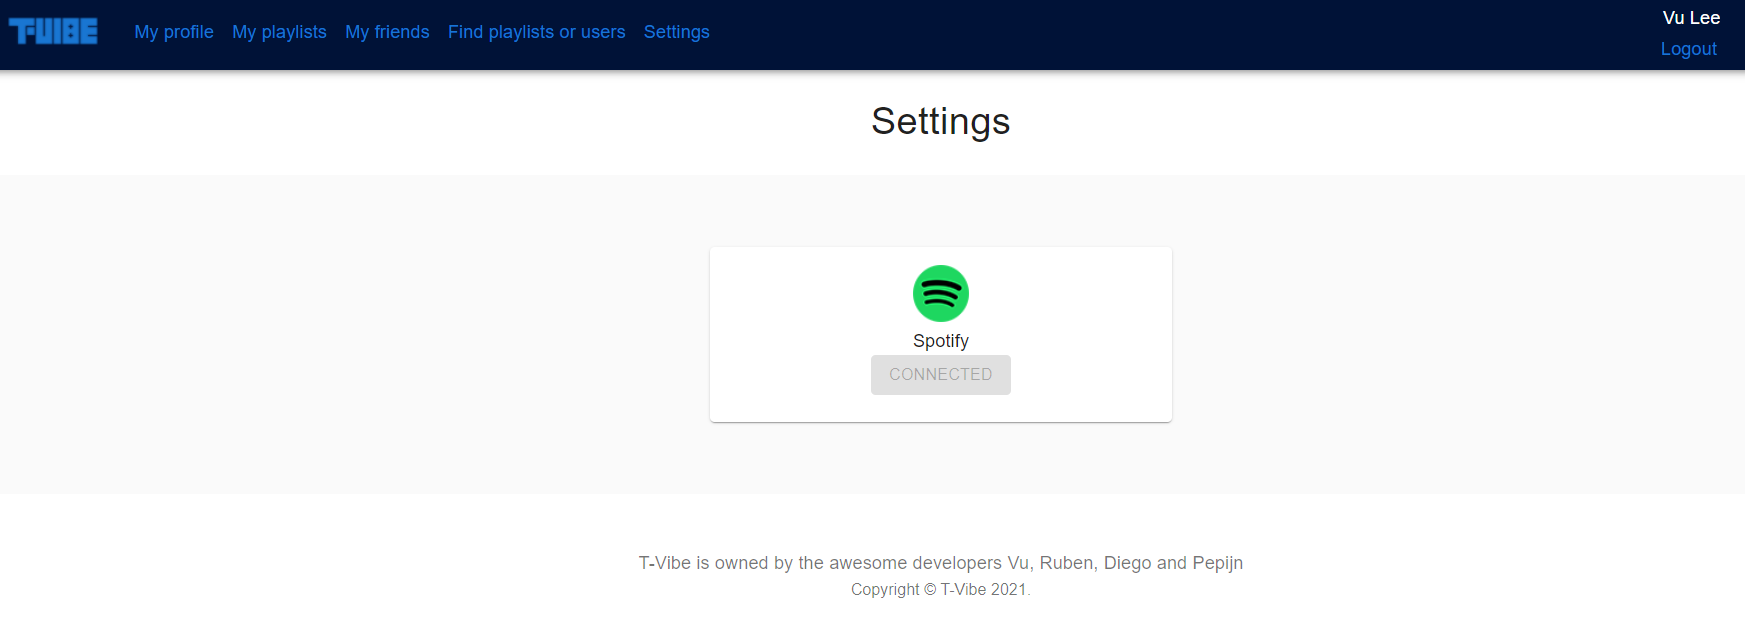 T-VIBE
My profile My playlists My friends Find playlists or users Settings
Vu Lee
Logout
Settings
Spotify
CONNECTED
T-Vibe is owned by the awesome developers Vu, Ruben, Diego and Pepijn
Copyright © T-Vibe 2021.